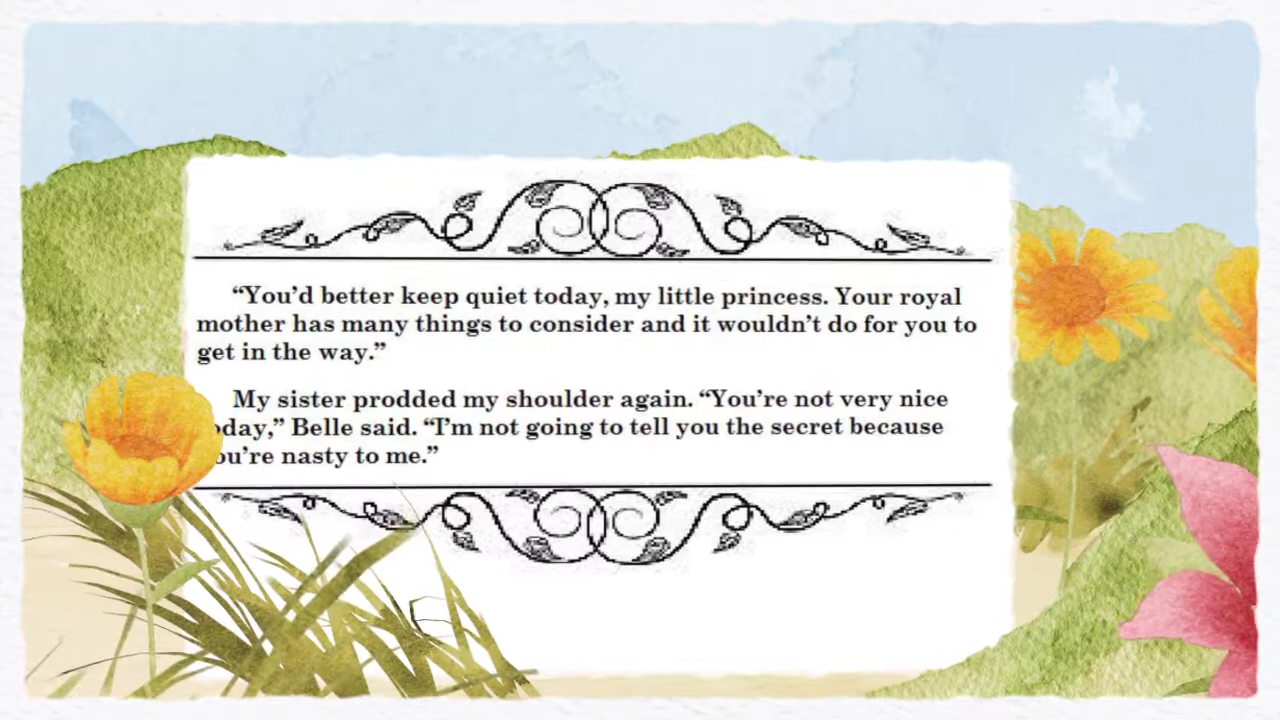 “You’d better keep quiet today, my little princess. Your royal
mother has many things to consider and it wouldn’t do for you to
get in the way.”
My sister prodded my shoulder again. “You’re not very nice
oday,” Belle said. “I’m not going to tell you the secret because
ou’re nasty to me.”